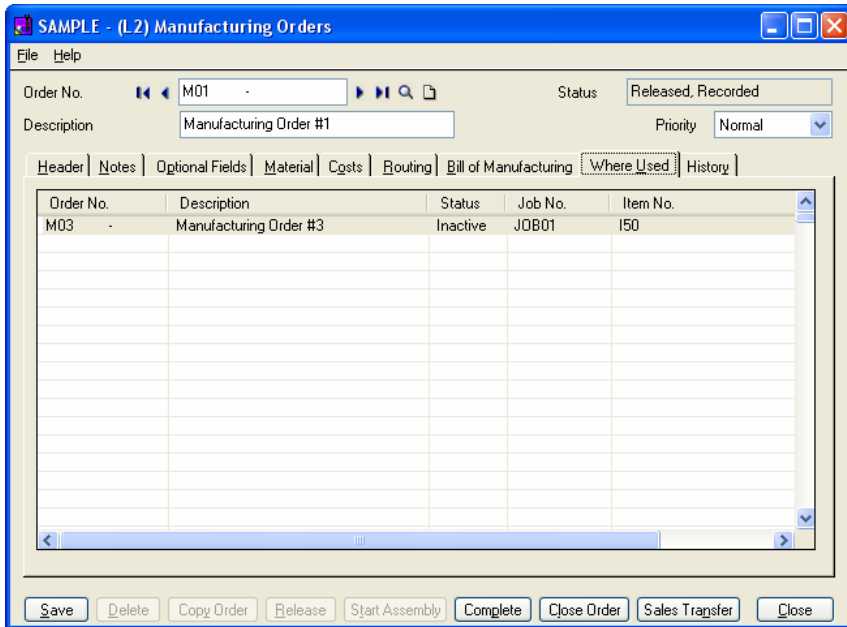 SAMPLE - (L2) Manufacturing Orders
File Help
Order No. M01 - Status Released, Recorded
Description Manufacturing Order #1 Priority Normal
Header Notes Optional Fields Material Costs Routing Bill of Manufacturing Where Used History
Order No. Description Status Job No. Item No.
M03 - Manufacturing Order #3 Inactive JOB01 I50
Save Delete Copy Order Release Start Assembly Complete Close Order Sales Transfer Close